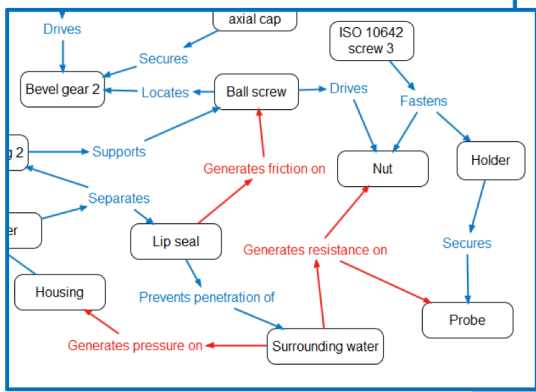 axial cap
ISO 10642
screw 3
Drives
Secures
Bevel gear 2
Locates
Ball screw
Drives
Fastens
g 2
Supports
Generates friction on
Nut
Holder
Separates
er
Lip seal
Generates resistance on
Secures
Housing
Prevents penetration of
Probe
Generates pressure on
Surrounding water